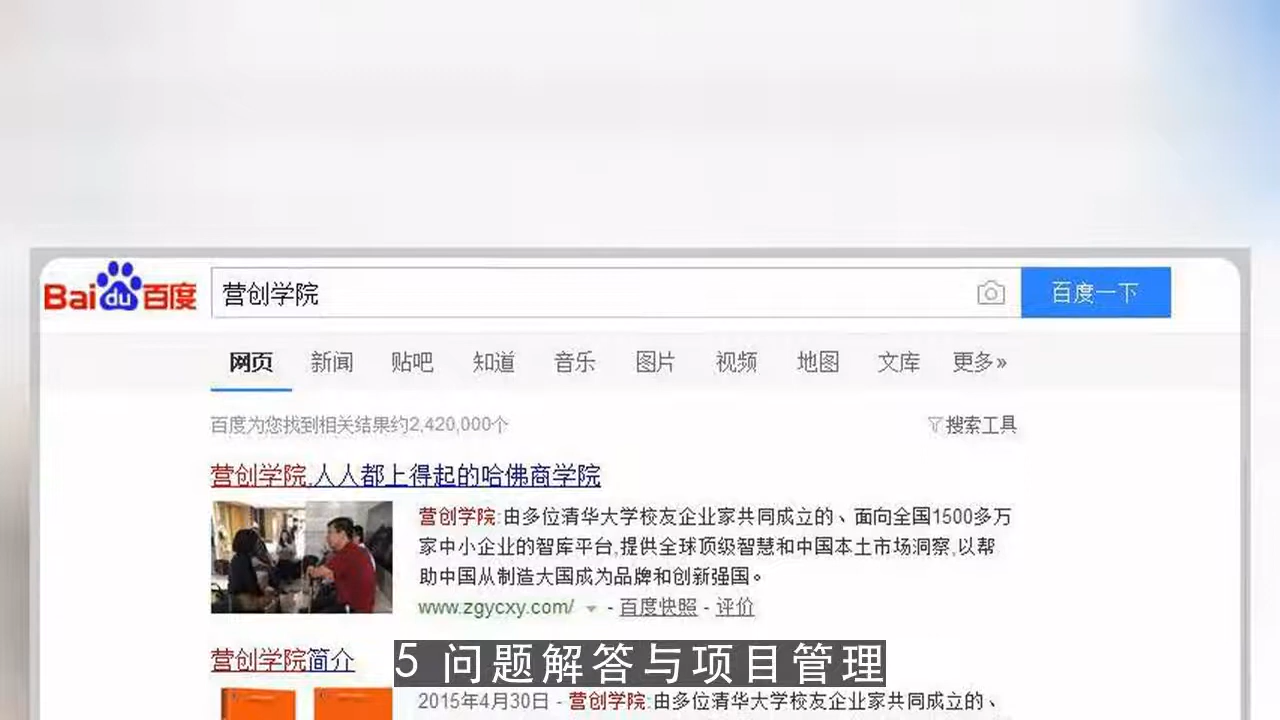 Bai du 百度
营创学院
百度一下
网页 新闻 贴吧 知道 音乐 图片 视频 地图 文库 更多»
百度为您找到相关结果约2,420,000个
搜索工具
营创学院,人人都上得起的哈佛商学院
营创学院:由多位清华大学校友企业家共同成立的、面向全国1500多万
家中小企业的智库平台,提供全球顶级智慧和中国本土市场洞察,以帮
助中国从制造大国成为品牌和创新强国。
www.zgycxy.com/ - 百度快照 - 评价
营创学院简介
5 问题解答与项目管理
2015年4月30日 - 营创学院:由多位清华大学校友企业家共同成立的、